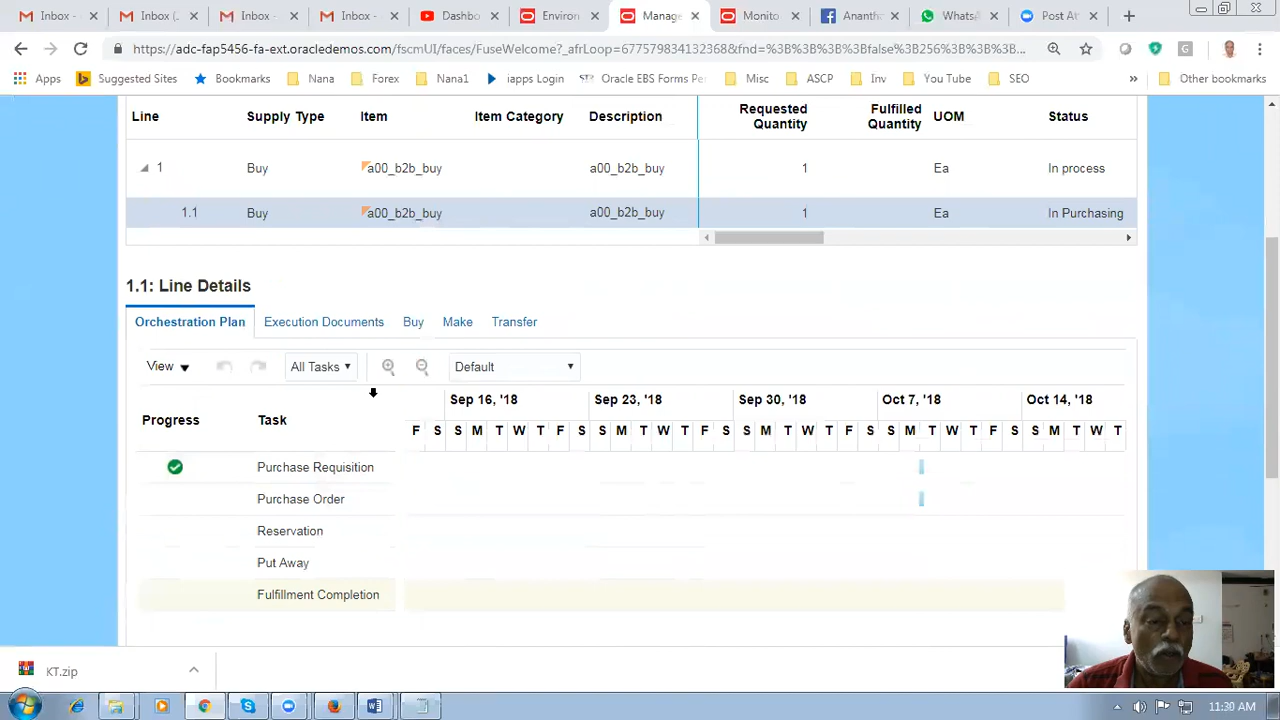 Inbox -
Inbox (
Inbox -
Inbox -
Dashbo
Environ
Manage
Monito
Anantha
WhatsA
Post At
https://adc-fap5456-fa-ext.oracledemos.com/fscmUI/faces/FuseWelcome?_afrLoop=677579834132368&fnd=%3B%3B%3B%3Bfalse%3B256%3B%3B%3B...
Apps
Suggested Sites
Bookmarks
Nana
Forex
Nana1
iapps Login
Oracle EBS Forms Pe
Misc
ASCP
Inv
You Tube
SEO
»
Other bookmarks
Line Supply Type Item Item Category Description Requested Quantity Fulfilled Quantity UOM Status
1 Buy a00_b2b_buy a00_b2b_buy 1 Ea In process
1.1 Buy a00_b2b_buy a00_b2b_buy 1 Ea In Purchasing
1.1: Line Details
Orchestration Plan Execution Documents Buy Make Transfer
View All Tasks Default
Sep 16, '18 Sep 23, '18 Sep 30, '18 Oct 7, '18 Oct 14, '18
Progress Task
F S S M T W T F S S M T W T F S S M T W T F S S M T W T F S S M T W T
Purchase Requisition
Purchase Order
Reservation
Put Away
Fulfillment Completion
KT.zip
11:30 AM